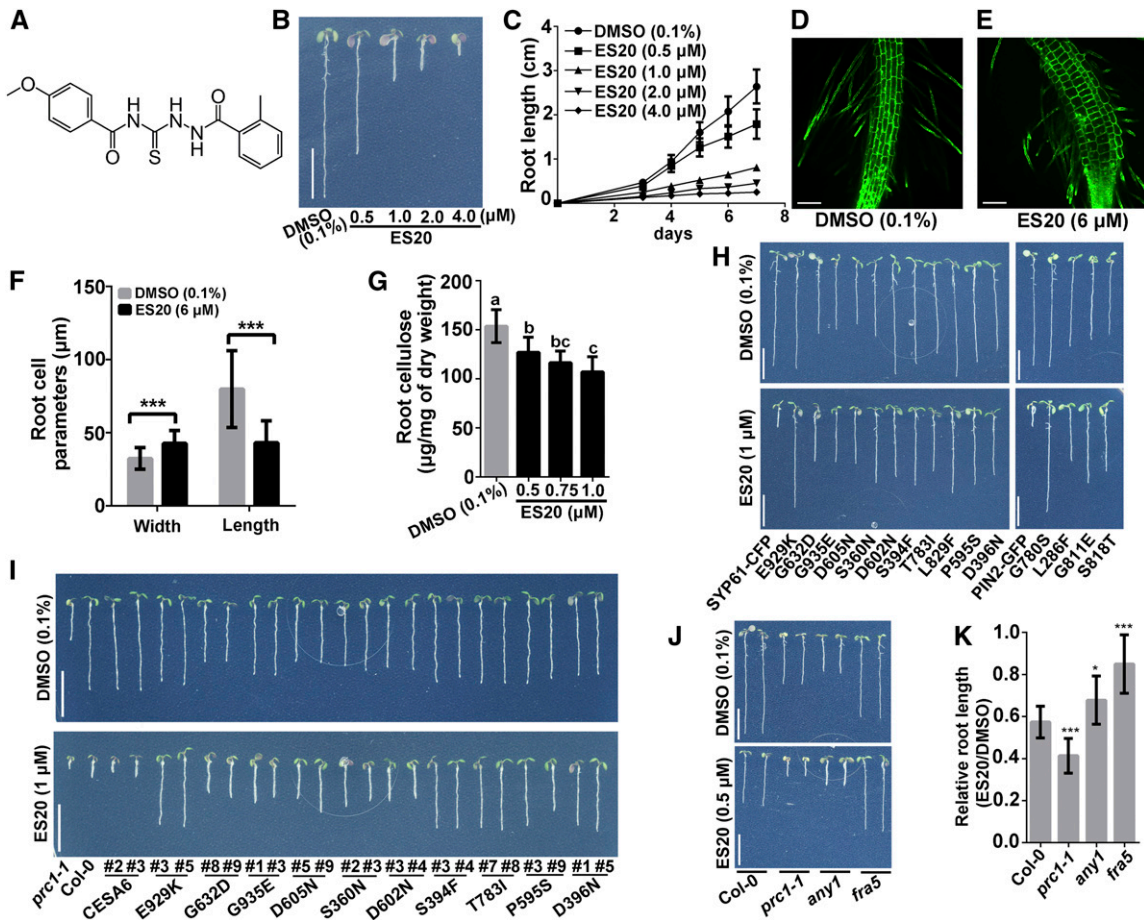 A
O
O
N
H
S
H
N
N
H
O
B
DMSO (0.1%)
0.5 1.0 2.0 4.0 (µM)
ES20
C
Root length (cm)
4
3
2
1
0
0 2 4 6 8
days
DMSO (0.1%)
ES20 (0.5 µM)
ES20 (1.0 µM)
ES20 (2.0 µM)
ES20 (4.0 µM)
D
DMSO (0.1%)
E
ES20 (6 µM)
F
Root cell parameters (µm)
150
100
50
0
DMSO (0.1%)
ES20 (6 µM)
***
***
Width Length
G
Root cellulose
(µg/mg of dry weight)
200
150
100
50
0
a
b
bc
c
DMSO (0.1%)
0.5 0.75 1.0
ES20 (µM)
H
DMSO (0.1%)
ES20 (1 µM)
SYP61-CFP
E929K
G632D
G935E
D605N
S360N
D602N
S394F
T783I
L829F
P595S
D396N
PIN2-GFP
G780S
L286F
G811E
S818T
I
DMSO (0.1%)
ES20 (1 µM)
#2 #3 #3 #5 #8 #9 #1 #3 #5 #9 #2 #3 #3 #4 #3 #4 #7 #8 #3 #9 #1 #5
prc1-1
Col-0
CESA6
E929K
G632D
G935E
D605N
S360N
D602N
S394F
T783I
P595S
D396N
J
DMSO (0.1%)
ES20 (0.5 µM)
Col-0
prc1-1
any1
fra5
K
Relative root length
(ES20/DMSO)
1.0
0.8
0.6
0.4
0.2
0.0
***
*
***
Col-0
prc1-1
any1
fra5